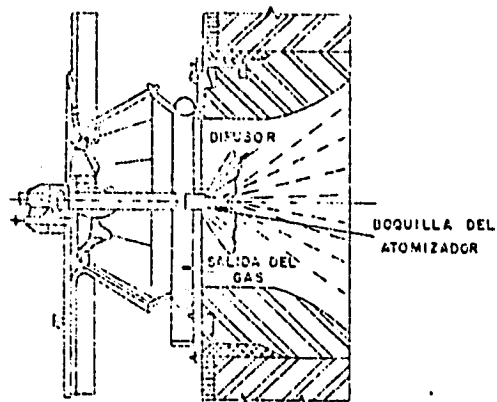 DIFUSOR
BOQUILLA DEL
ATOMIZADOR
SALIDA DEL
GAS